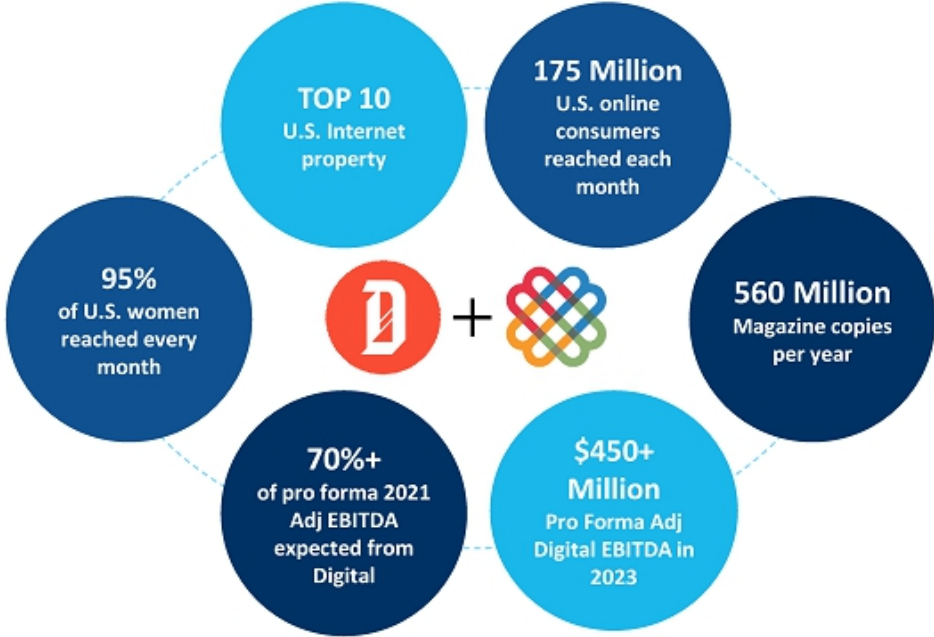 TOP 10
U.S. Internet
property
175 Million
U.S. online
consumers
reached each
month
95%
of U.S. women
reached every
month
D
+
560 Million
Magazine copies
per year
70%+
of pro forma 2021
Adj EBITDA
expected from
Digital
$450+
Million
Pro Forma Adj
Digital EBITDA in
2023